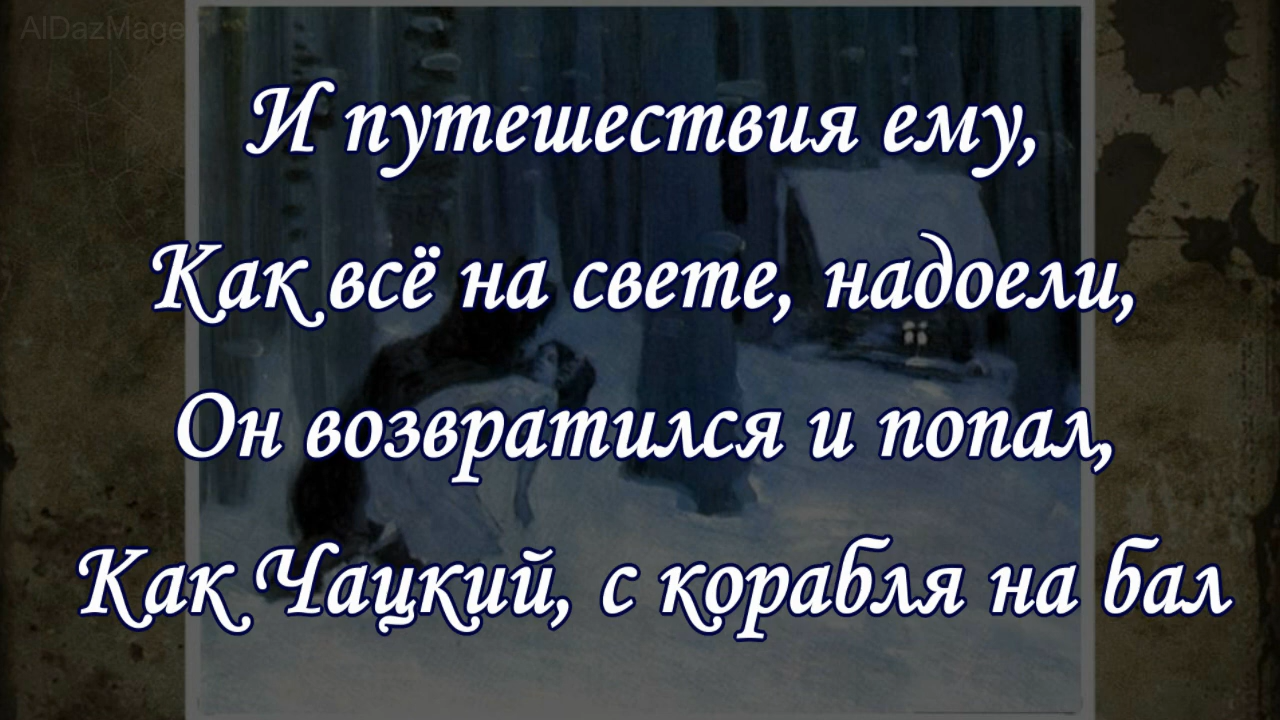 AlDazMage
И путешествия ему,
Как всё на свете, надоели,
Он возвратился и попал,
Как Чацкий, с корабля на бал